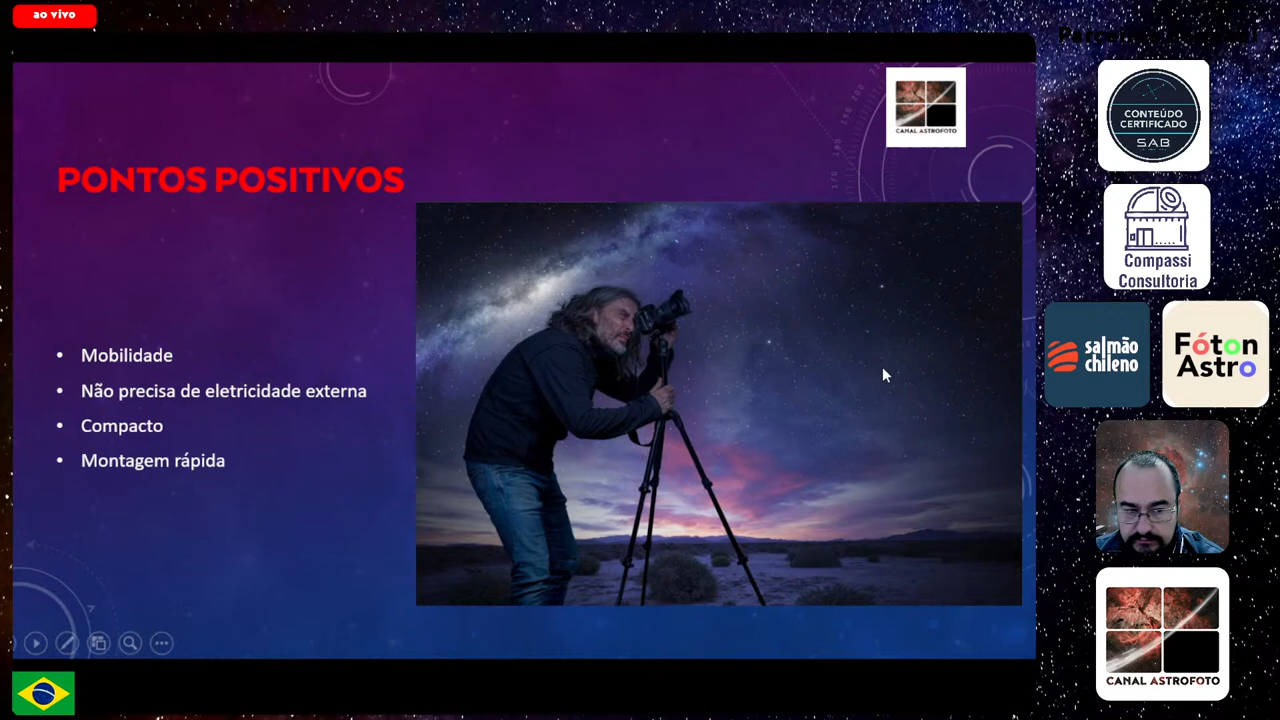 ao vivo
CANAL ASTROFOTO
PONTOS POSITIVOS
• Mobilidade
• Não precisa de eletricidade externa
• Compacto
• Montagem rápida
CONTEÚDO
CERTIFICADO
SAB
Compassi
Consultoria
salmão
chileno
Fóton
Astro
CANAL ASTROFOTO